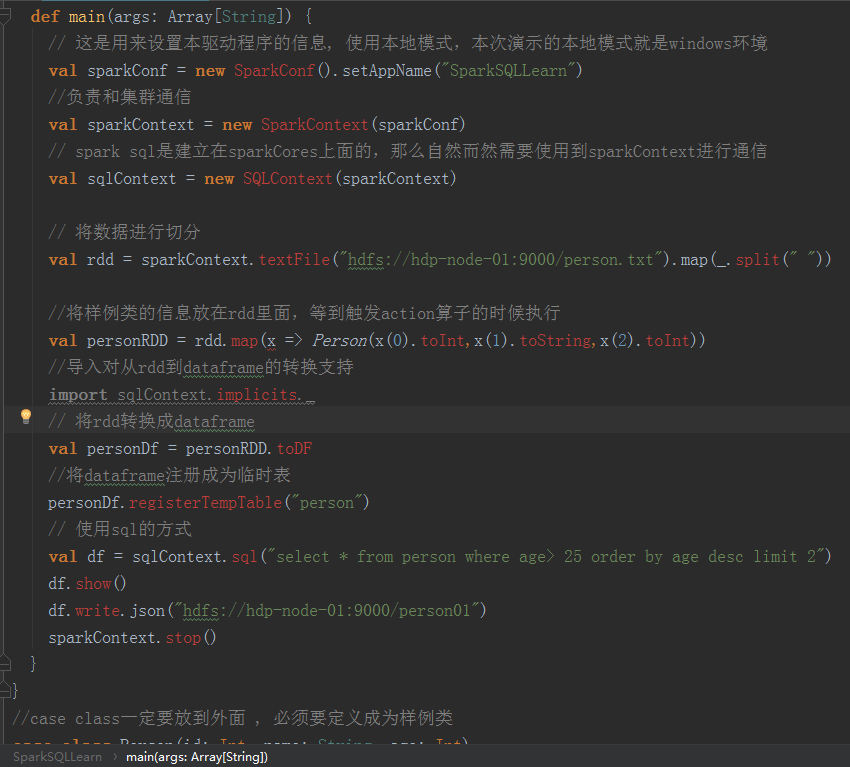 def main(args: Array[String]) {
// 这是用来设置本驱动程序的信息, 使用本地模式, 本次演示的本地模式就是windows环境
val sparkConf = new SparkConf().setAppName("SparkSQLLearn")
//负责和集群通信
val sparkContext = new SparkContext(sparkConf)
// spark sql是建立在sparkCores上面的, 那么自然而然需要使用到sparkContext进行通信
val sqlContext = new SQLContext(sparkContext)
// 将数据进行切分
val rdd = sparkContext.textFile("hdfs://hdp-node-01:9000/person.txt").map(_.split(" "))
//将样例类的信息放在rdd里面, 等到触发action算子的时候执行
val personRDD = rdd.map(x => Person(x(0).toInt,x(1).toString,x(2).toInt))
//导入对从rdd到dataframe的转换支持
import sqlContext.implicits._
// 将rdd转换成dataframe
val personDf = personRDD.toDF
//将dataframe注册成为临时表
personDf.registerTempTable("person")
// 使用sql的方式
val df = sqlContext.sql("select * from person where age> 25 order by age desc limit 2")
df.show()
df.write.json("hdfs://hdp-node-01:9000/person01")
sparkContext.stop()
}
}
//case class一定要放到外面 , 必须要定义成为样例类
case class Person(id: Int, name: String, age: Int)
SparkSQLLearn › main(args: Array[String])